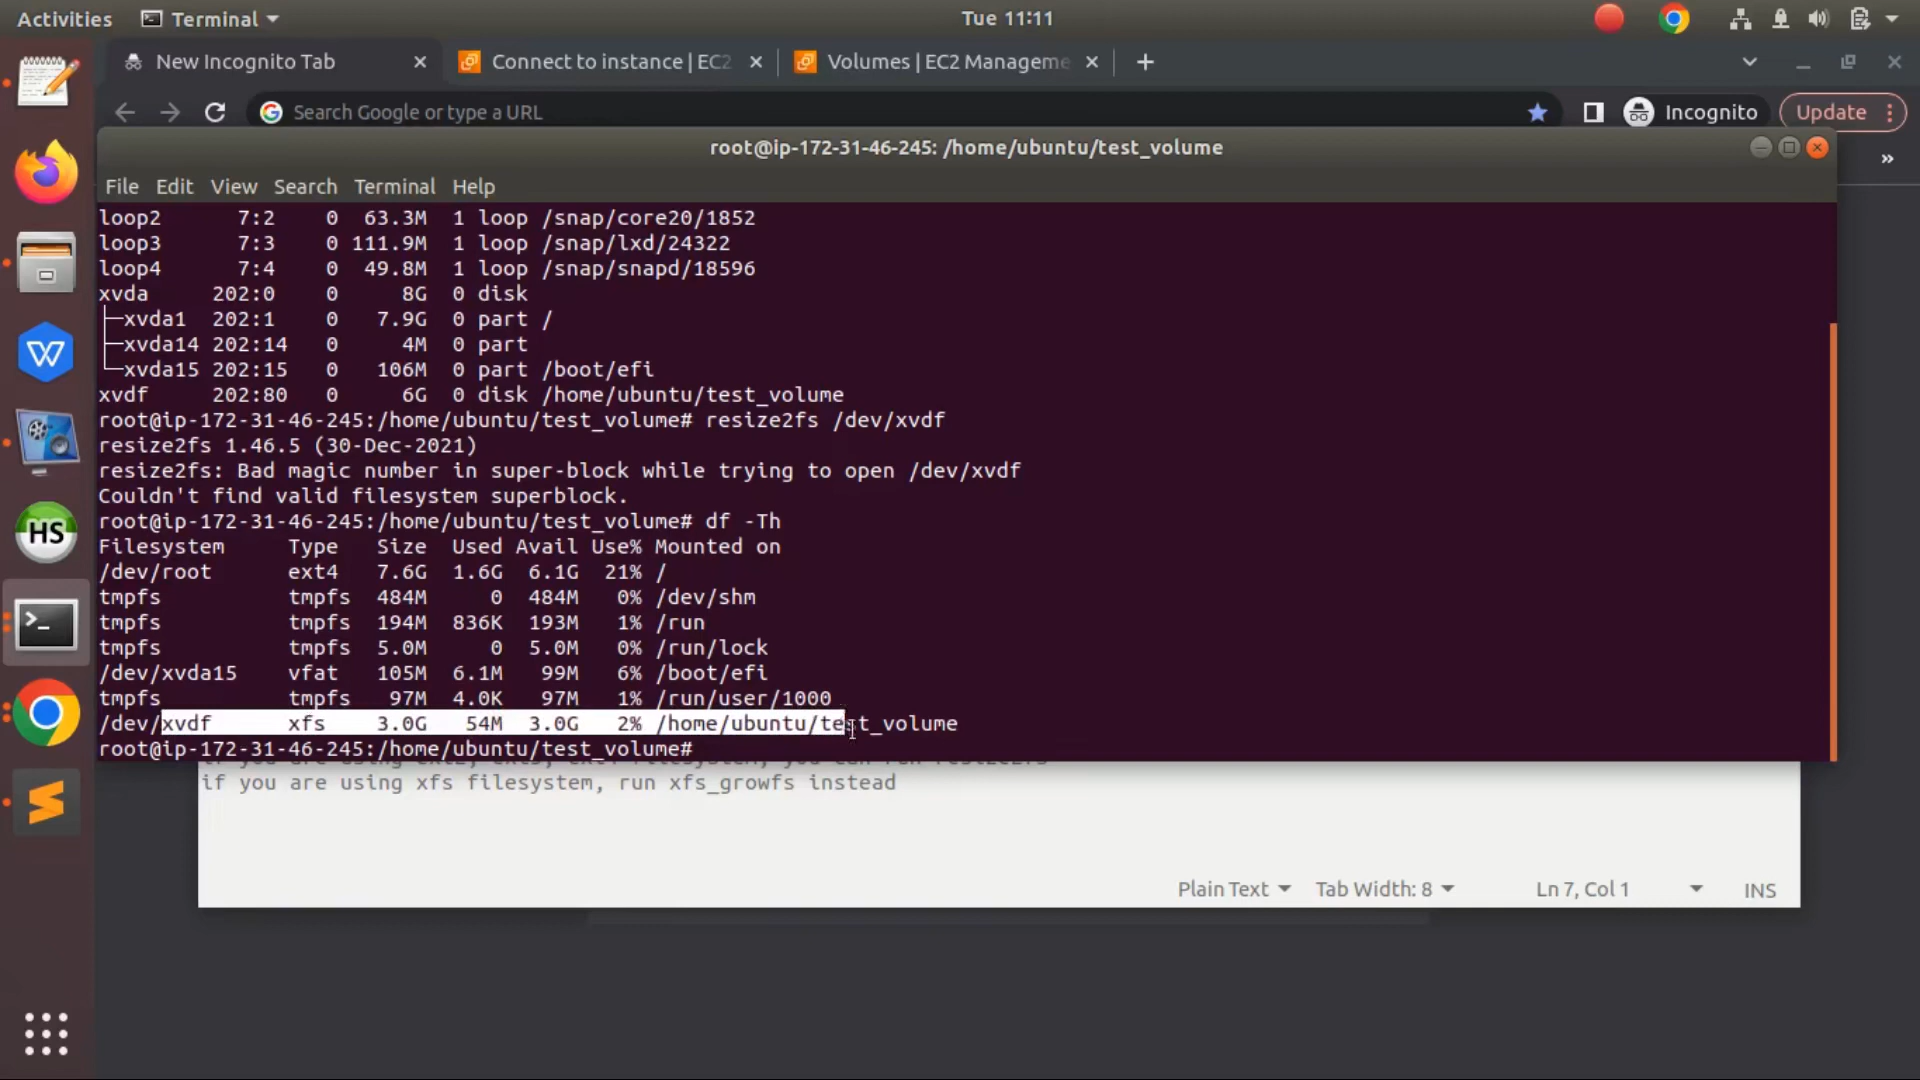 Activities Terminal Tue 11:11
New Incognito Tab Connect to instance | EC2 Volumes | EC2 Manageme
Search Google or type a URL Incognito Update
root@ip-172-31-46-245: /home/ubuntu/test_volume
File Edit View Search Terminal Help
loop2 7:2 0 63.3M 1 loop /snap/core20/1852
loop3 7:3 0 111.9M 1 loop /snap/lxd/24322
loop4 7:4 0 49.8M 1 loop /snap/snapd/18596
xvda 202:0 0 8G 0 disk
├─xvda1 202:1 0 7.9G 0 part /
├─xvda14 202:14 0 4M 0 part
└─xvda15 202:15 0 106M 0 part /boot/efi
xvdf 202:80 0 6G 0 disk /home/ubuntu/test_volume
root@ip-172-31-46-245:/home/ubuntu/test_volume# resize2fs /dev/xvdf
resize2fs 1.46.5 (30-Dec-2021)
resize2fs: Bad magic number in super-block while trying to open /dev/xvdf
Couldn't find valid filesystem superblock.
root@ip-172-31-46-245:/home/ubuntu/test_volume# df -Th
Filesystem Type Size Used Avail Use% Mounted on
/dev/root ext4 7.6G 1.6G 6.1G 21% /
tmpfs tmpfs 484M 0 484M 0% /dev/shm
tmpfs tmpfs 194M 836K 193M 1% /run
tmpfs tmpfs 5.0M 0 5.0M 0% /run/lock
/dev/xvda15 vfat 105M 6.1M 99M 6% /boot/efi
tmpfs tmpfs 97M 4.0K 97M 1% /run/user/1000
/dev/xvdf xfs 3.0G 54M 3.0G 2% /home/ubuntu/test_volume
root@ip-172-31-46-245:/home/ubuntu/test_volume#
if you are using xfs filesystem, run xfs_growfs instead
Plain Text Tab Width: 8 Ln 7, Col 1 INS
W
HS